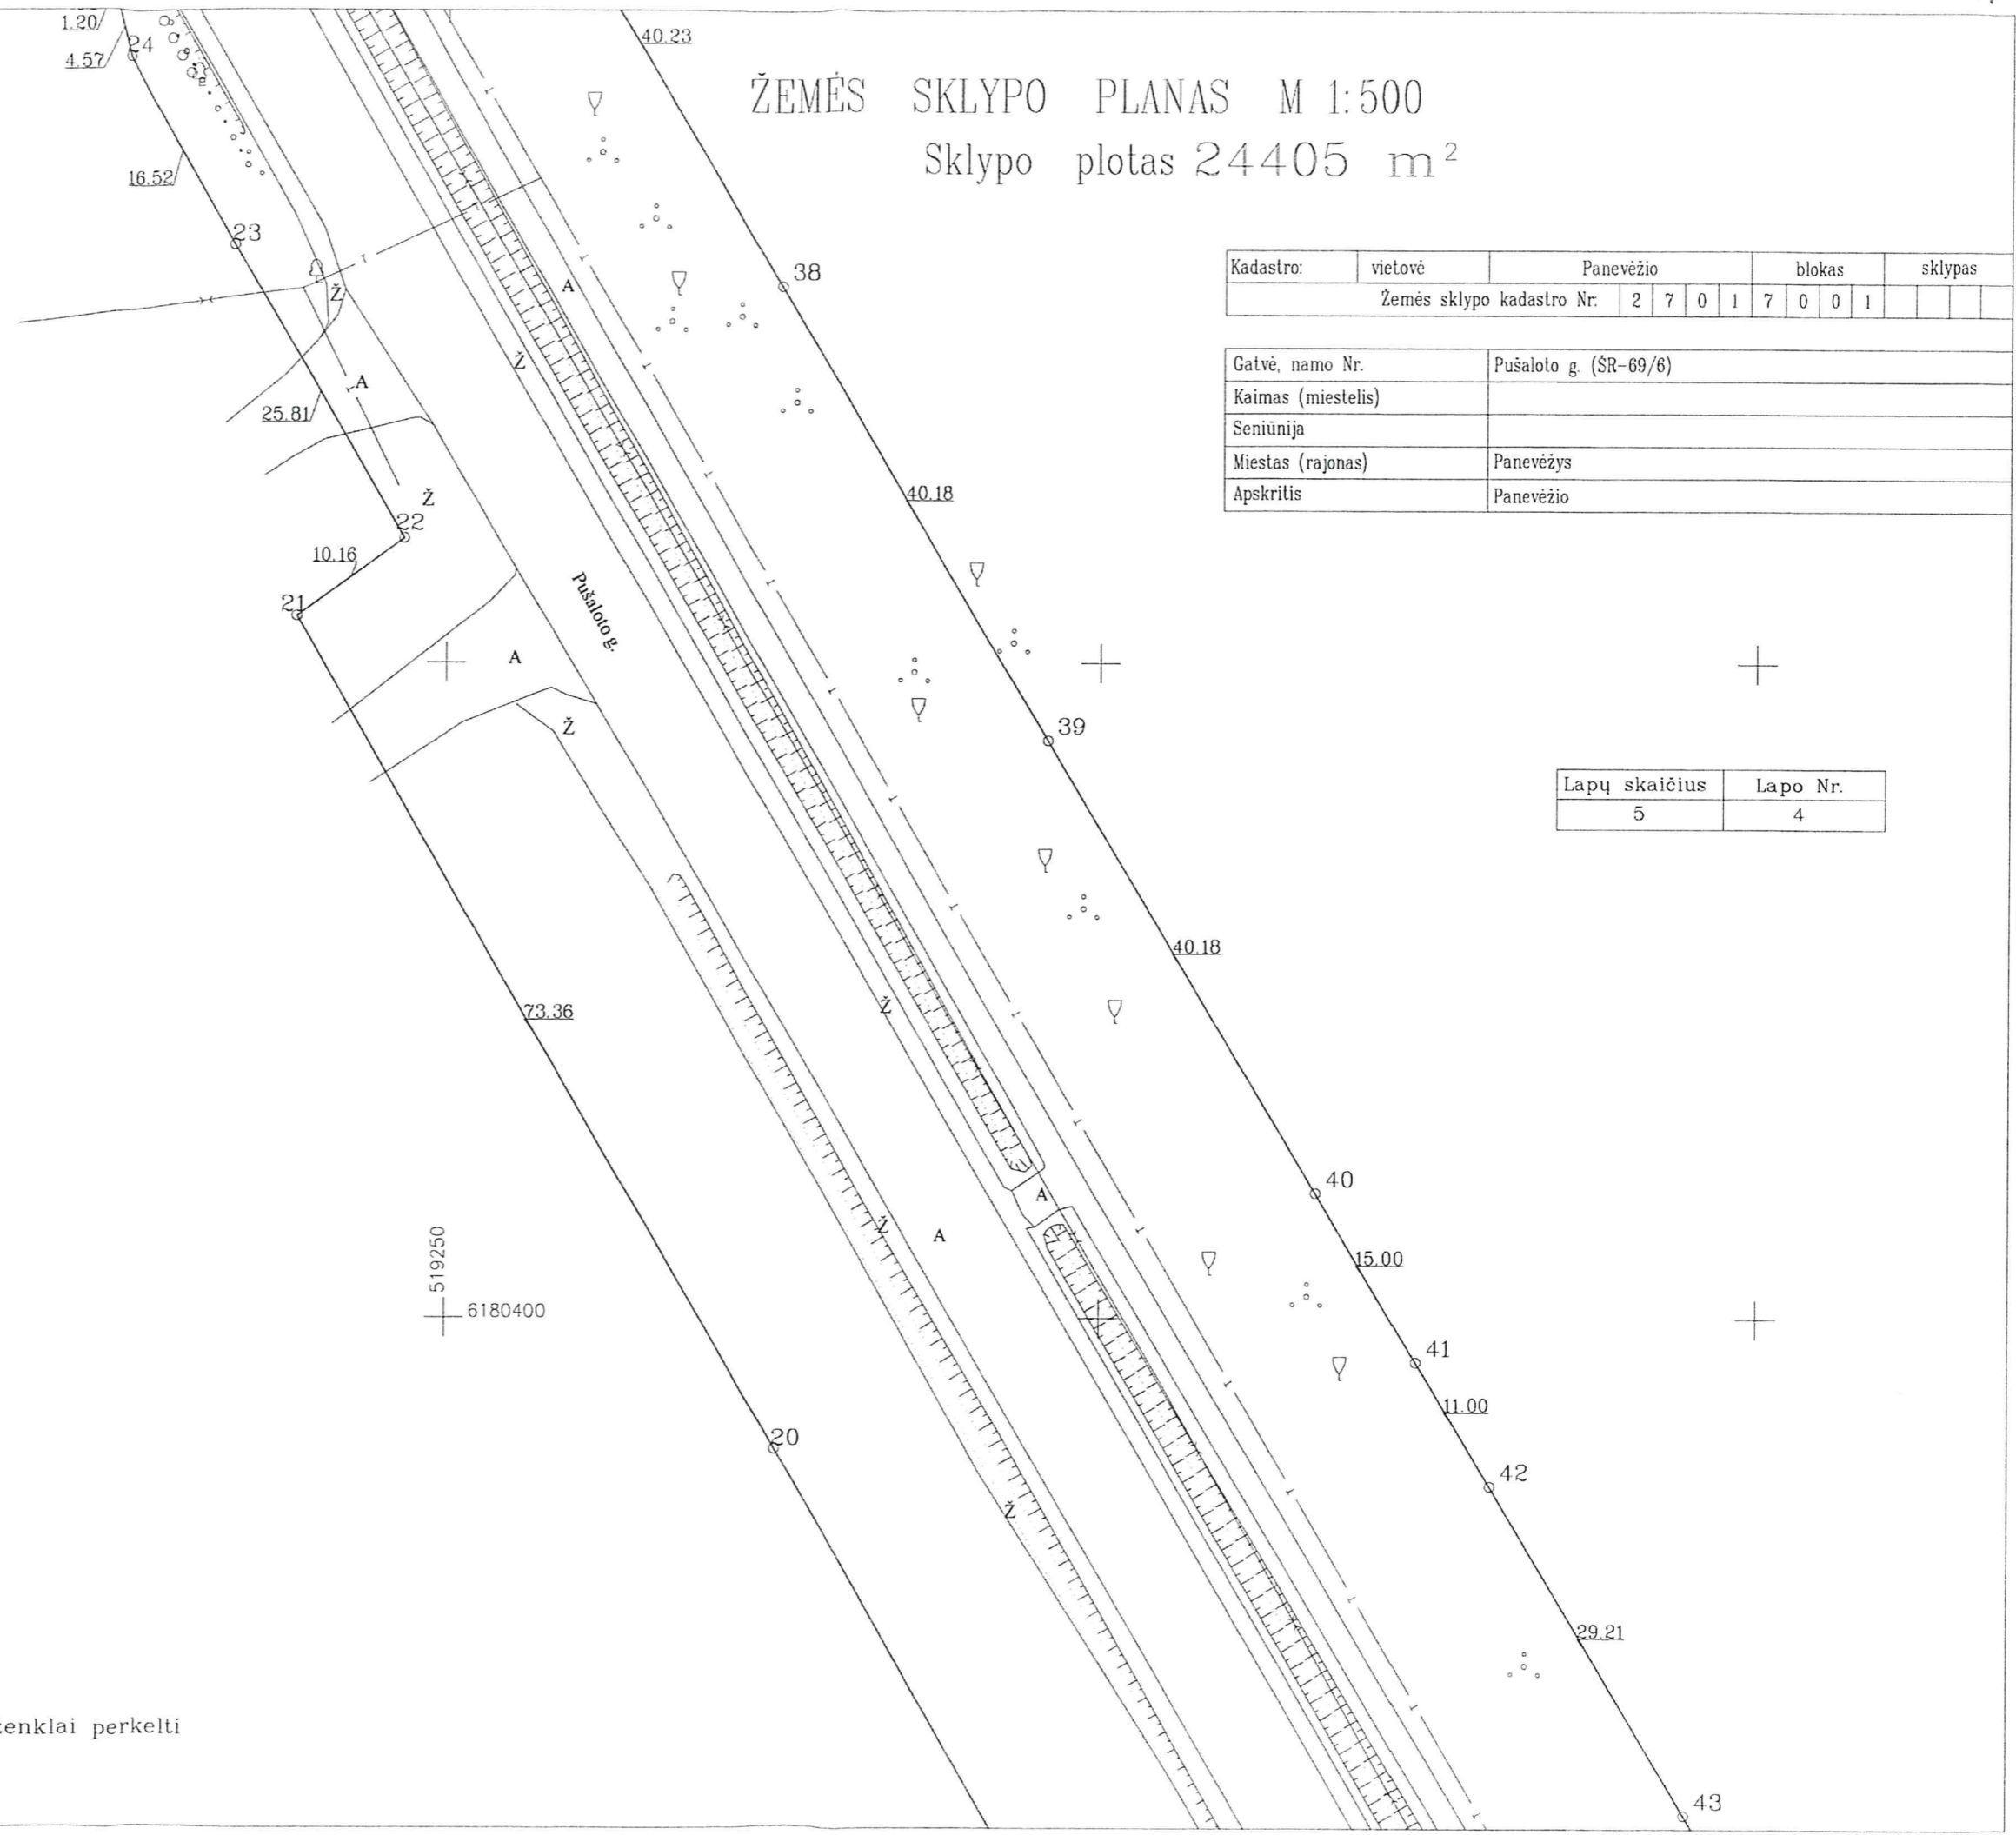 ŽEMĖS SKLYPO PLANAS M 1:500
Sklypo plotas 24405 m²
Kadastro: vietovė Panevėžio blokas sklypas
Žemės sklypo kadastro Nr. 2 7 0 1 7 0 0 1
Gatvė, namo Nr. Pušaloto g. (ŠR-69/6)
Kaimas (miestelis)
Seniūnija
Miestas (rajonas) Panevėžys
Apskritis Panevėžio
Lapų skaičius Lapo Nr.
5 4
1.20
24
4.57
40.23
16.52
23
38
A
Ž
Ž
A
25.81
40.18
Ž
22
10.16
21
Pušaloto g.
A
Ž
39
40.18
73.36
Ž
40
A
Ž
A
15.00
519250
6180400
41
11.00
20
42
Ž
29.21
enklai perkelti
43